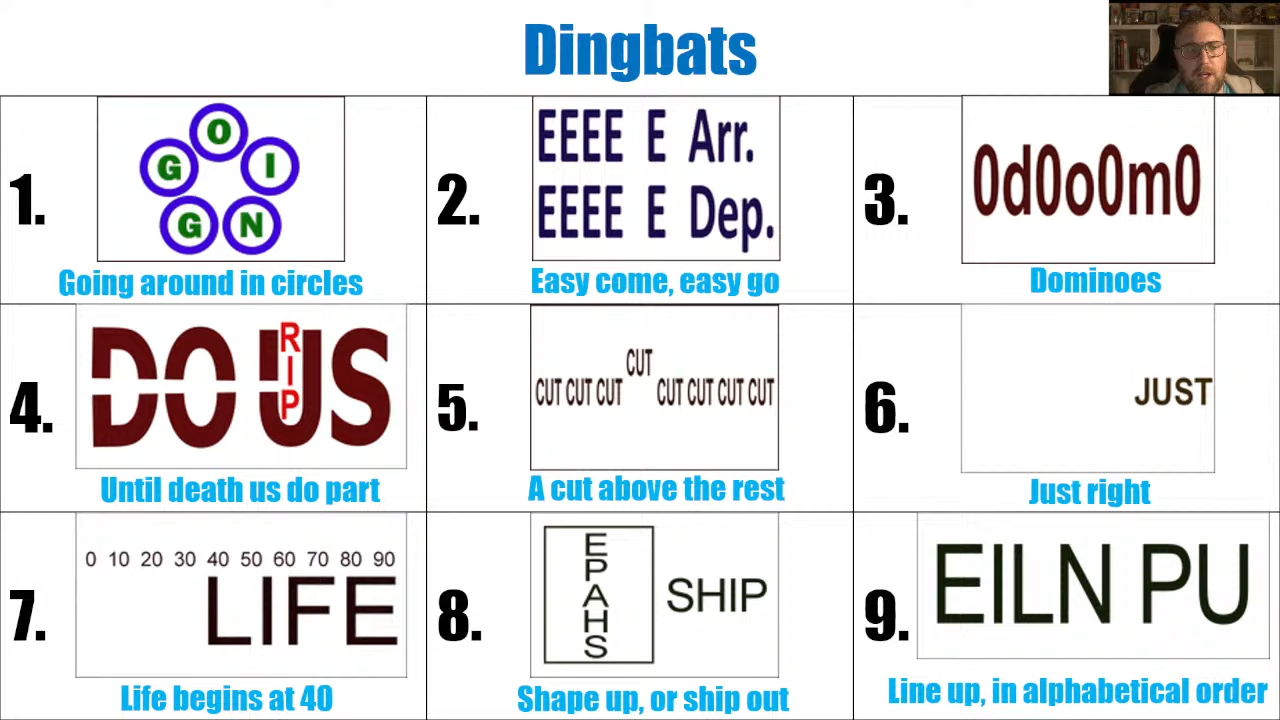 Dingbats
1.
G O I N G
Going around in circles
2.
EEEE E Arr.
EEEE E Dep.
Easy come, easy go
3.
0d0o0m0
Dominoes
4.
DO US
RIP
Until death us do part
5.
CUT
CUT CUT CUT CUT CUT CUT CUT
A cut above the rest
6.
JUST
Just right
7.
0 10 20 30 40 50 60 70 80 90
LIFE
Life begins at 40
8.
E
P
A
H
S
SHIP
Shape up, or ship out
9.
EILN PU
Line up, in alphabetical order